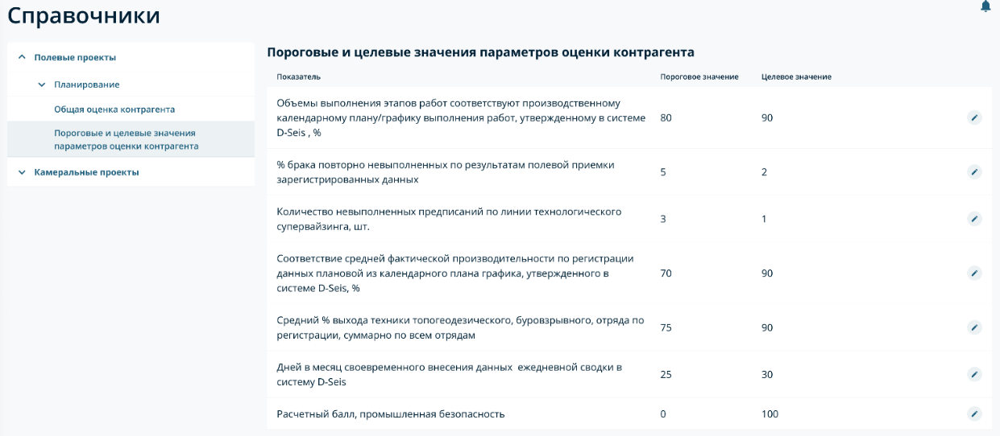 Справочники
Полевые проекты
Планирование
Общая оценка контрагента
Пороговые и целевые значения
параметров оценки контрагента
Камеральные проекты
Пороговые и целевые значения параметров оценки контрагента
Показатель Пороговое значение Целевое значение
Объемы выполнения этапов работ соответствуют производственному
календарному плану/графику выполнения работ, утвержденному в системе 80 90
D-Seis , %
% брака повторно невыполненных по результатам полевой приемки
зарегистрированных данных 5 2
Количество невыполненных предписаний по линии технологического
супервайзинга, шт. 3 1
Соответствие средней фактической производительности по регистрации
данных плановой из календарного плана графика, утвержденного в 70 90
системе D-Seis, %
Средний % выхода техники топогеодезического, буровзрывного, отряда по
регистрации, суммарно по всем отрядам 75 90
Дней в месяц своевременного внесения данных  ежедневной сводки в
систему D-Seis 25 30
Расчетный балл, промышленная безопасность 0 100